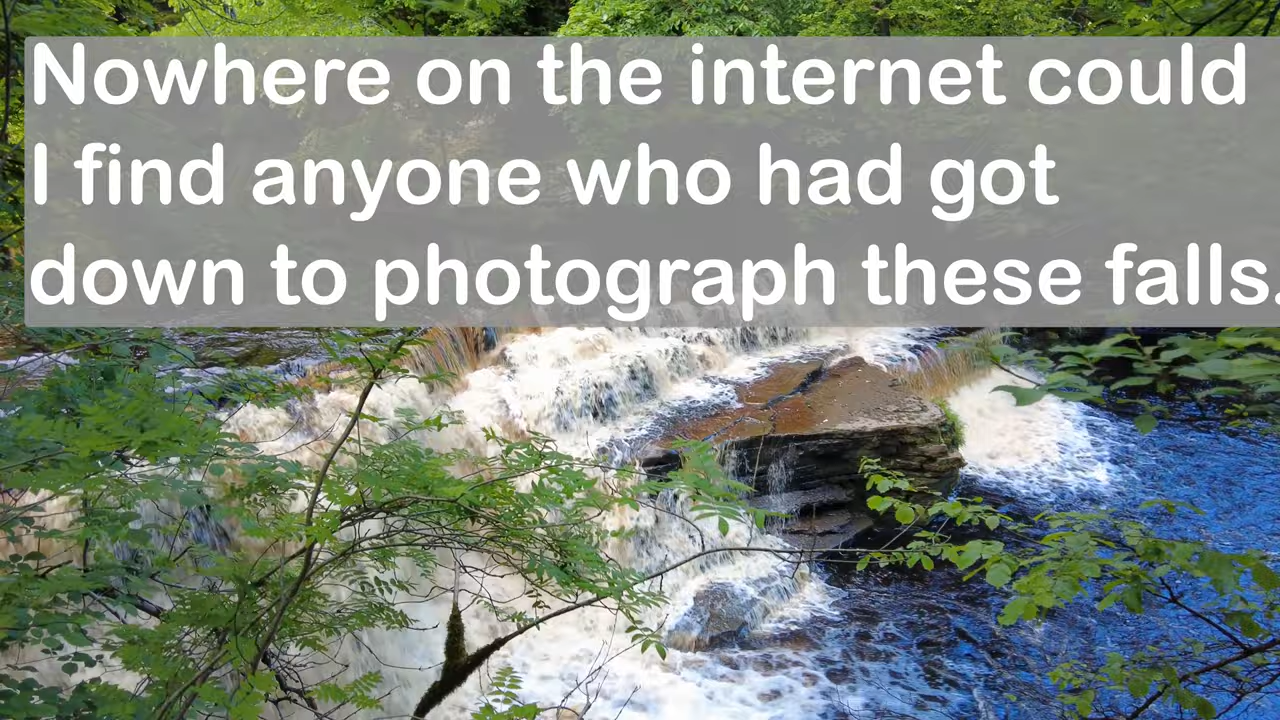 Nowhere on the internet could
I find anyone who had got
down to photograph these falls.